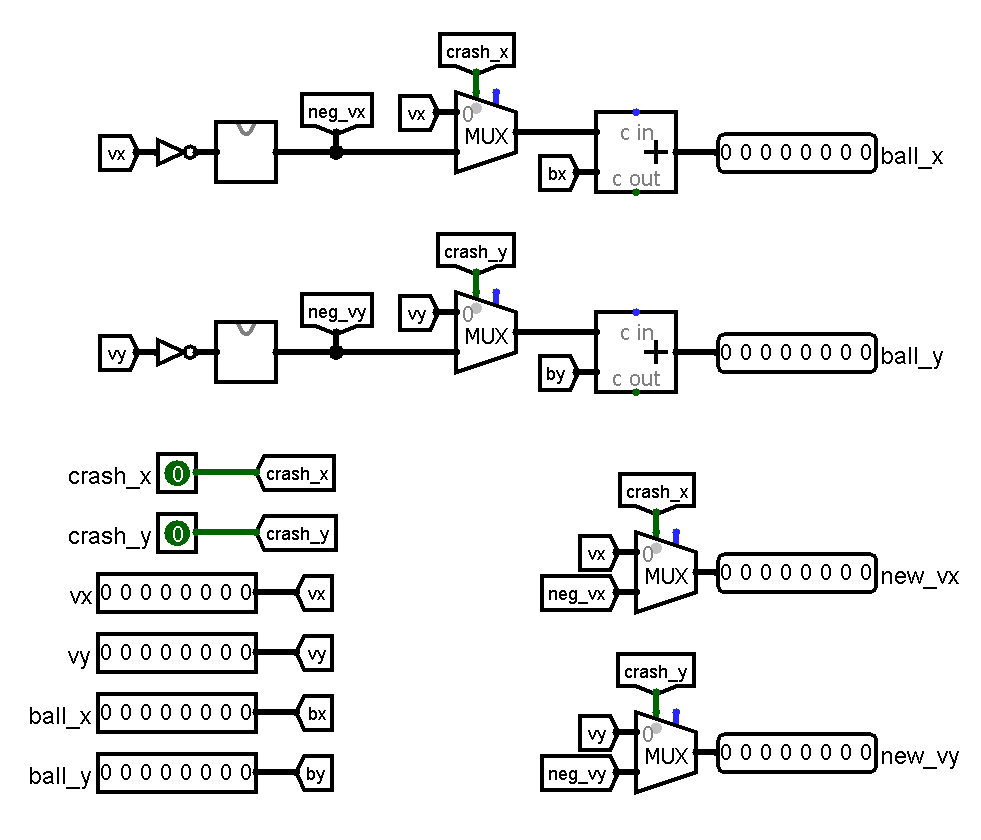 crash_x
neg_vx
vx
0
MUX
vx
c in
+
bx
c out
0 0 0 0 0 0 0 0 ball_x
crash_y
neg_vy
vy
0
MUX
vy
c in
+
by
c out
0 0 0 0 0 0 0 0 ball_y
crash_x 0 crash_x
crash_y 0 crash_y
vx 0 0 0 0 0 0 0 0 vx
vy 0 0 0 0 0 0 0 0 vy
ball_x 0 0 0 0 0 0 0 0 bx
ball_y 0 0 0 0 0 0 0 0 by
crash_x
vx 0
neg_vx MUX 0 0 0 0 0 0 0 0 new_vx
crash_y
vy 0
neg_vy MUX 0 0 0 0 0 0 0 0 new_vy